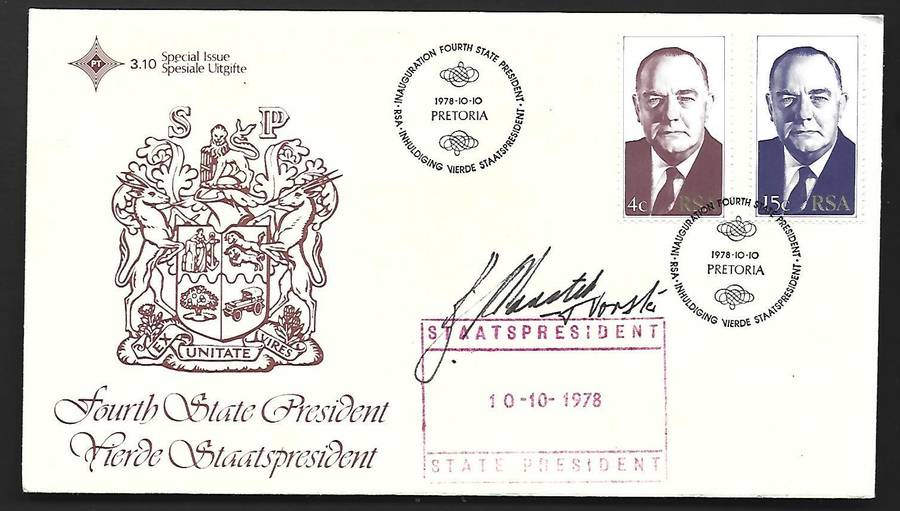 PT
3.10 Special Issue
Spesiale Uitgifte
S P
EX UNITATE VIRES
Fourth State President
Vierde Staatspresident
INAUGURATION FOURTH STATE PRESIDENT
1978·10·10
PRETORIA
RSA · INHULDIGING VIERDE STAATSPRESIDENT ·
4c RSA
15c RSA
INAUGURATION FOURTH STATE PRESIDENT
1978·10·10
PRETORIA
RSA · INHULDIGING VIERDE STAATSPRESIDENT ·
Vorster
STAATSPRESIDENT
10-10-1978
STATE PRESIDENT